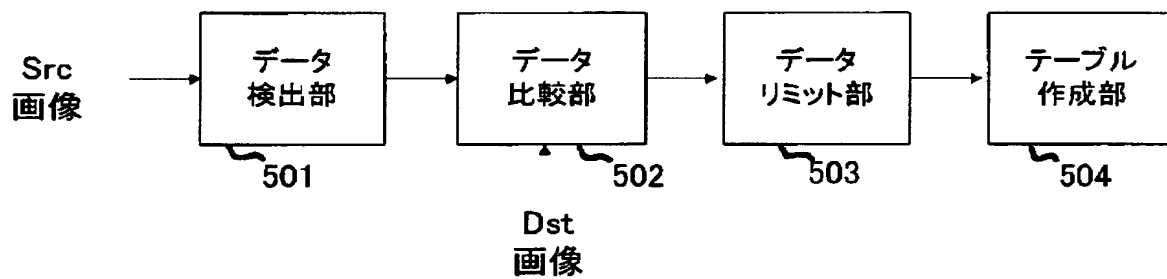 Src
画像
データ
検出部
501
データ
比較部
502
Dst
画像
データ
リミット部
503
テーブル
作成部
504